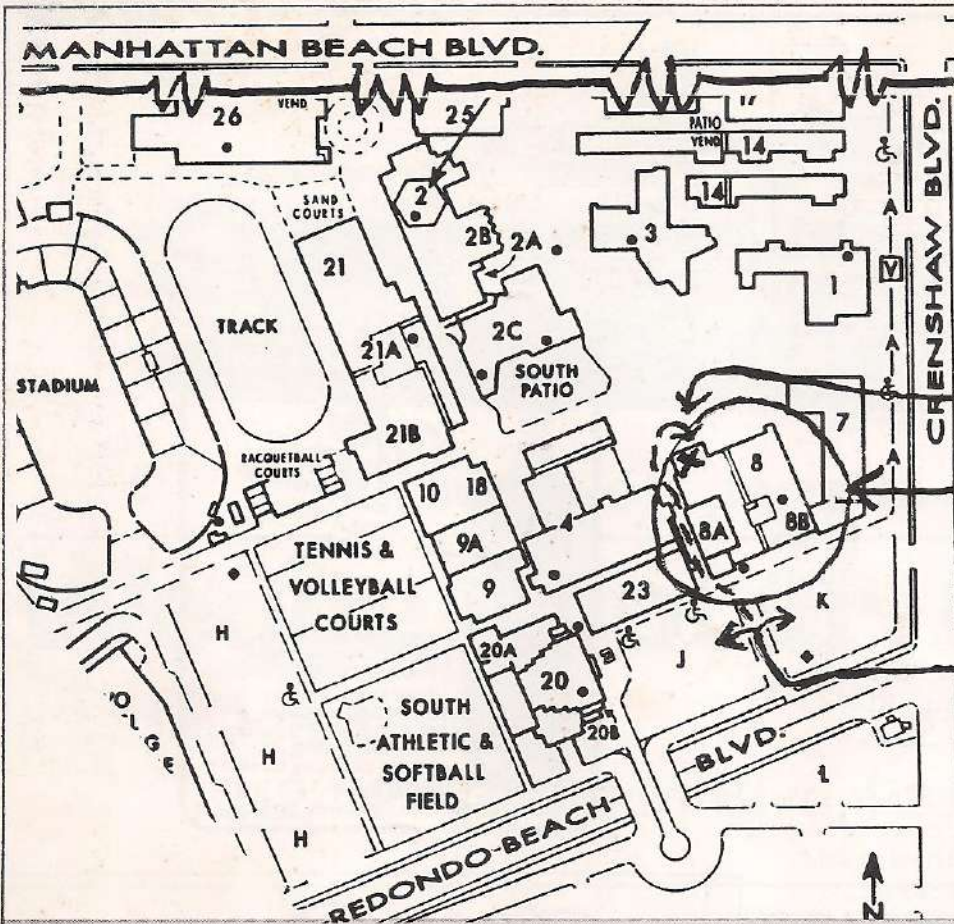 MANHATTAN BEACH BLVD.
CRENSHAW BLVD.
26
VEND
25
PATIO
VEND
14
14
2
SAND
COURTS
2B
2A
3
1
21
V
A
A
A
TRACK
21A
2C
SOUTH
PATIO
STADIUM
21B
7
8
RACQUETBALL
COURTS
10
18
4
8A
8B
9A
TENNIS &
VOLLEYBALL
COURTS
9
23
K
H
J
20A
20
SOUTH
ATHLETIC &
SOFTBALL
FIELD
20B
H
BLVD.
L
H
REDONDO BEACH
N